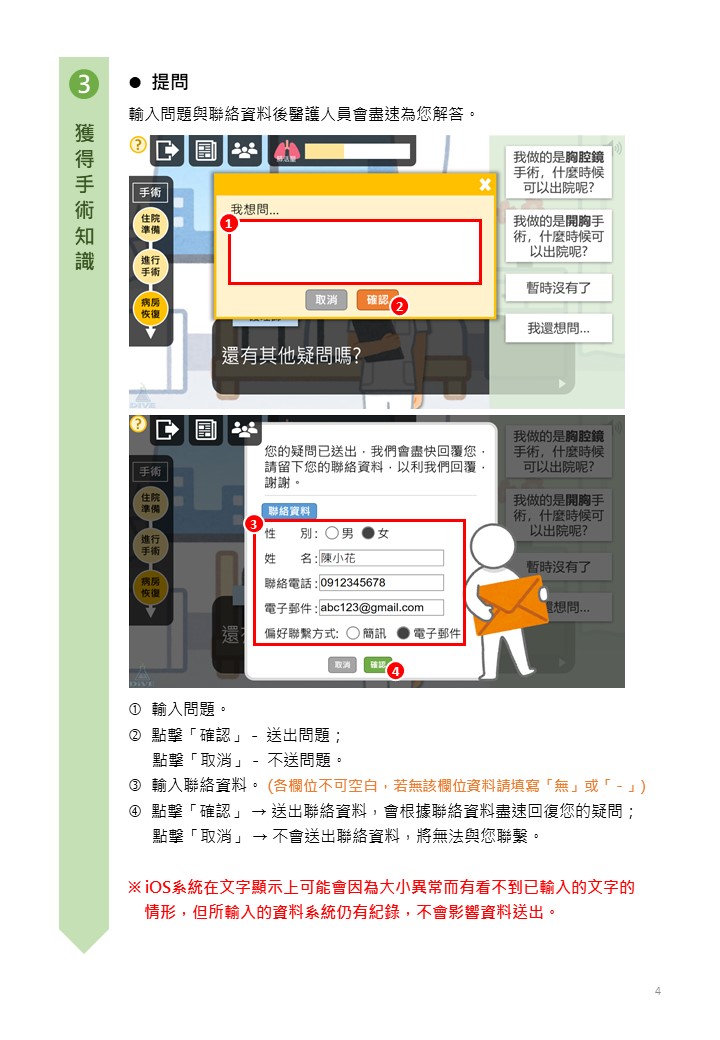 3
獲得手術知識
● 提問
輸入問題與聯絡資料後醫護人員會盡速為您解答。
?
肺活量
手術
住院
準備
進行
手術
病房
恢復
我想問...
1
取消
確認
2
還有其他疑問嗎?
我做的是胸腔鏡
手術，什麼時候
可以出院呢?
我做的是開胸手
術，什麼時候可
以出院呢?
暫時沒有了
我還想問...
DIVE
?
手術
住院
準備
進行
手術
病房
恢復
還
您的疑問已送出，我們會盡快回覆您，
請留下您的聯絡資料，以利我們回覆，
謝謝。
聯絡資料
3
性 別: 男 女
姓 名: 陳小花
聯絡電話: 0912345678
電子郵件: abc123@gmail.com
偏好聯繫方式: 簡訊 電子郵件
取消
確認
4
我做的是胸腔鏡
手術，什麼時候
可以出院呢?
我做的是開胸手
術，什麼時候可
以出院呢?
暫時沒有了
還想問...
DIVE
① 輸入問題。
② 點擊「確認」- 送出問題；
點擊「取消」- 不送問題。
③ 輸入聯絡資料。(各欄位不可空白，若無該欄位資料請填寫「無」或「-」)
④ 點擊「確認」→ 送出聯絡資料，會根據聯絡資料盡速回復您的疑問；
點擊「取消」→ 不會送出聯絡資料，將無法與您聯繫。
※ iOS系統在文字顯示上可能會因為大小異常而有看不到已輸入的文字的
情形，但所輸入的資料系統仍有紀錄，不會影響資料送出。
4